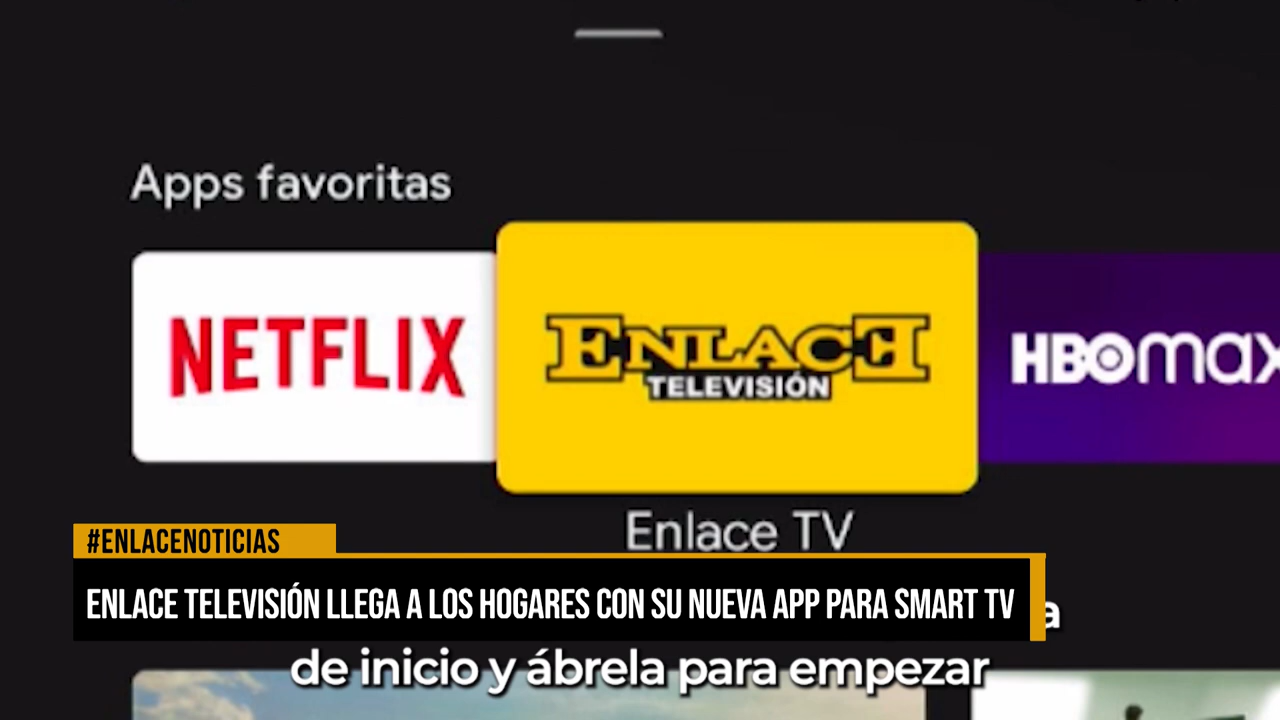 Apps favoritas
NETFLIX
ENLACE
TELEVISIÓN
HBOmax
Enlace TV
#ENLACENOTICIAS
ENLACE TELEVISIÓN LLEGA A LOS HOGARES CON SU NUEVA APP PARA SMART TV
de inicio y ábrela para empezar